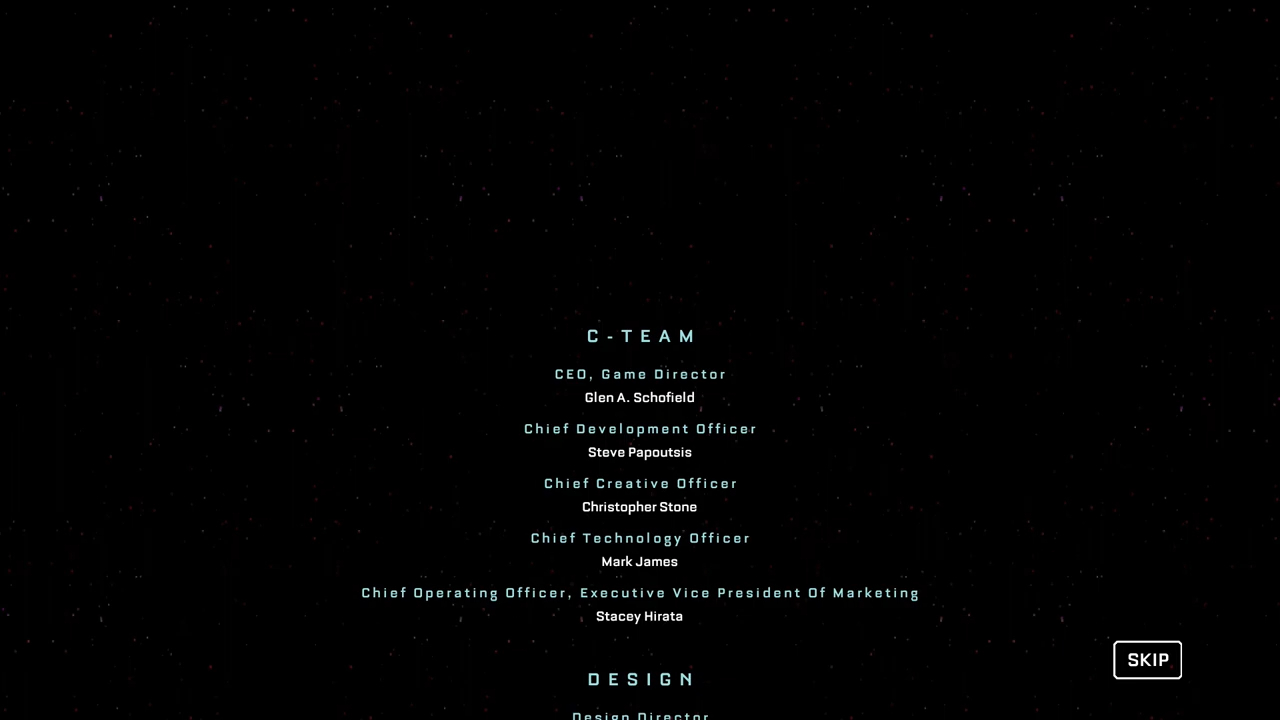 C-TEAM
CEO, Game Director
Glen A. Schofield
Chief Development Officer
Steve Papoutsis
Chief Creative Officer
Christopher Stone
Chief Technology Officer
Mark James
Chief Operating Officer, Executive Vice President Of Marketing
Stacey Hirata
SKIP
DESIGN
Design Director